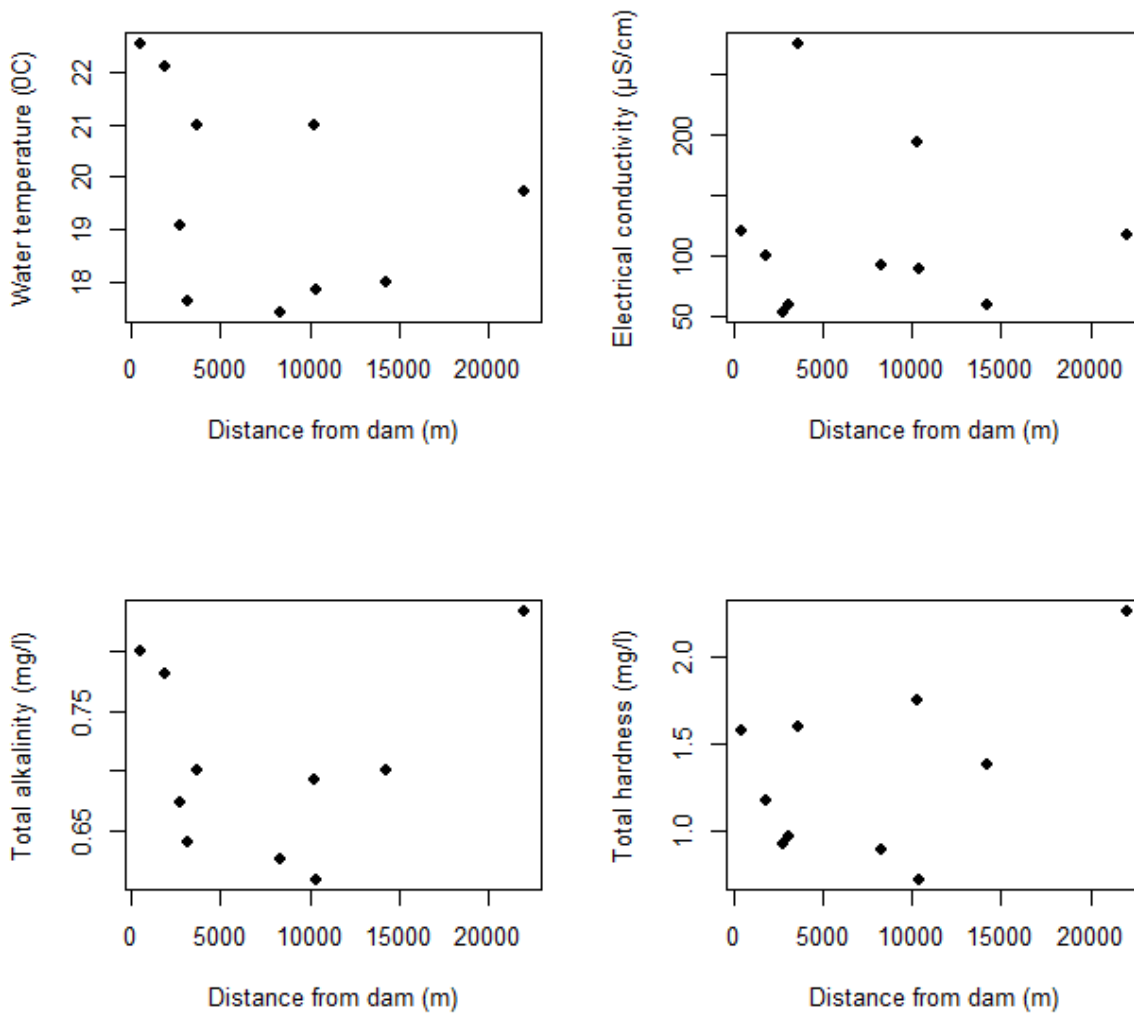 Water temperature (0C)
22
21
20
19
18
0 5000 10000 15000 20000
Distance from dam (m)
Electrical conductivity (µS/cm)
200
100
50
0 5000 10000 15000 20000
Distance from dam (m)
Total alkalinity (mg/l)
0.75
0.65
0 5000 10000 15000 20000
Distance from dam (m)
Total hardness (mg/l)
2.0
1.5
1.0
0 5000 10000 15000 20000
Distance from dam (m)